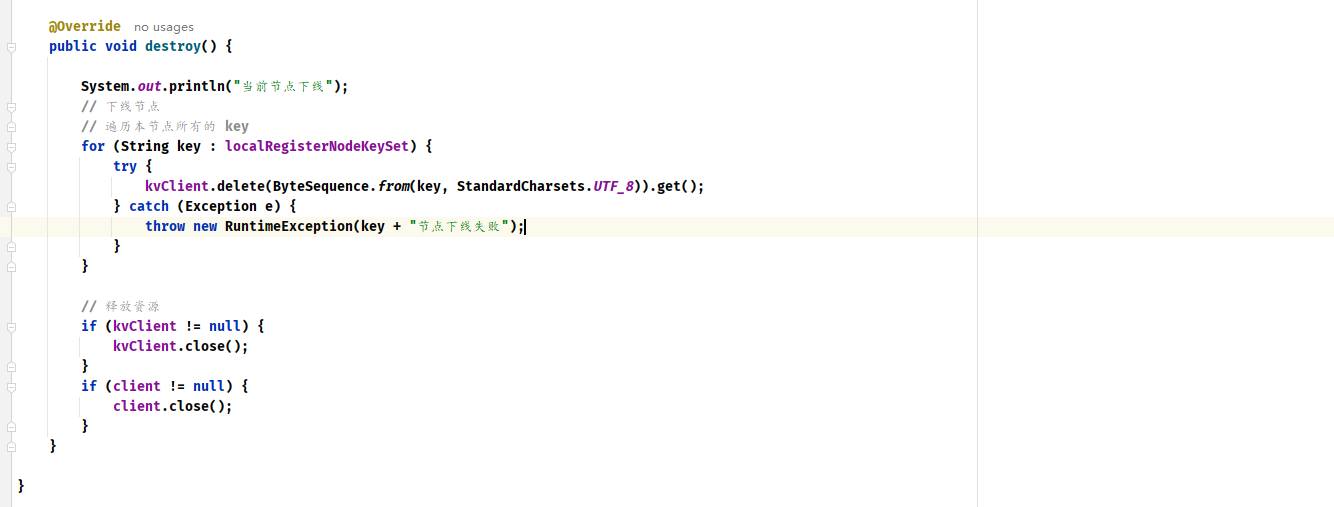 @Override no usages
public void destroy() {
System.out.println("当前节点下线");
// 下线节点
// 遍历本节点所有的 key
for (String key : localRegisterNodeKeySet) {
try {
kvClient.delete(ByteSequence.from(key, StandardCharsets.UTF_8)).get();
} catch (Exception e) {
throw new RuntimeException(key + "节点下线失败");
}
}
// 释放资源
if (kvClient != null) {
kvClient.close();
}
if (client != null) {
client.close();
}
}
}